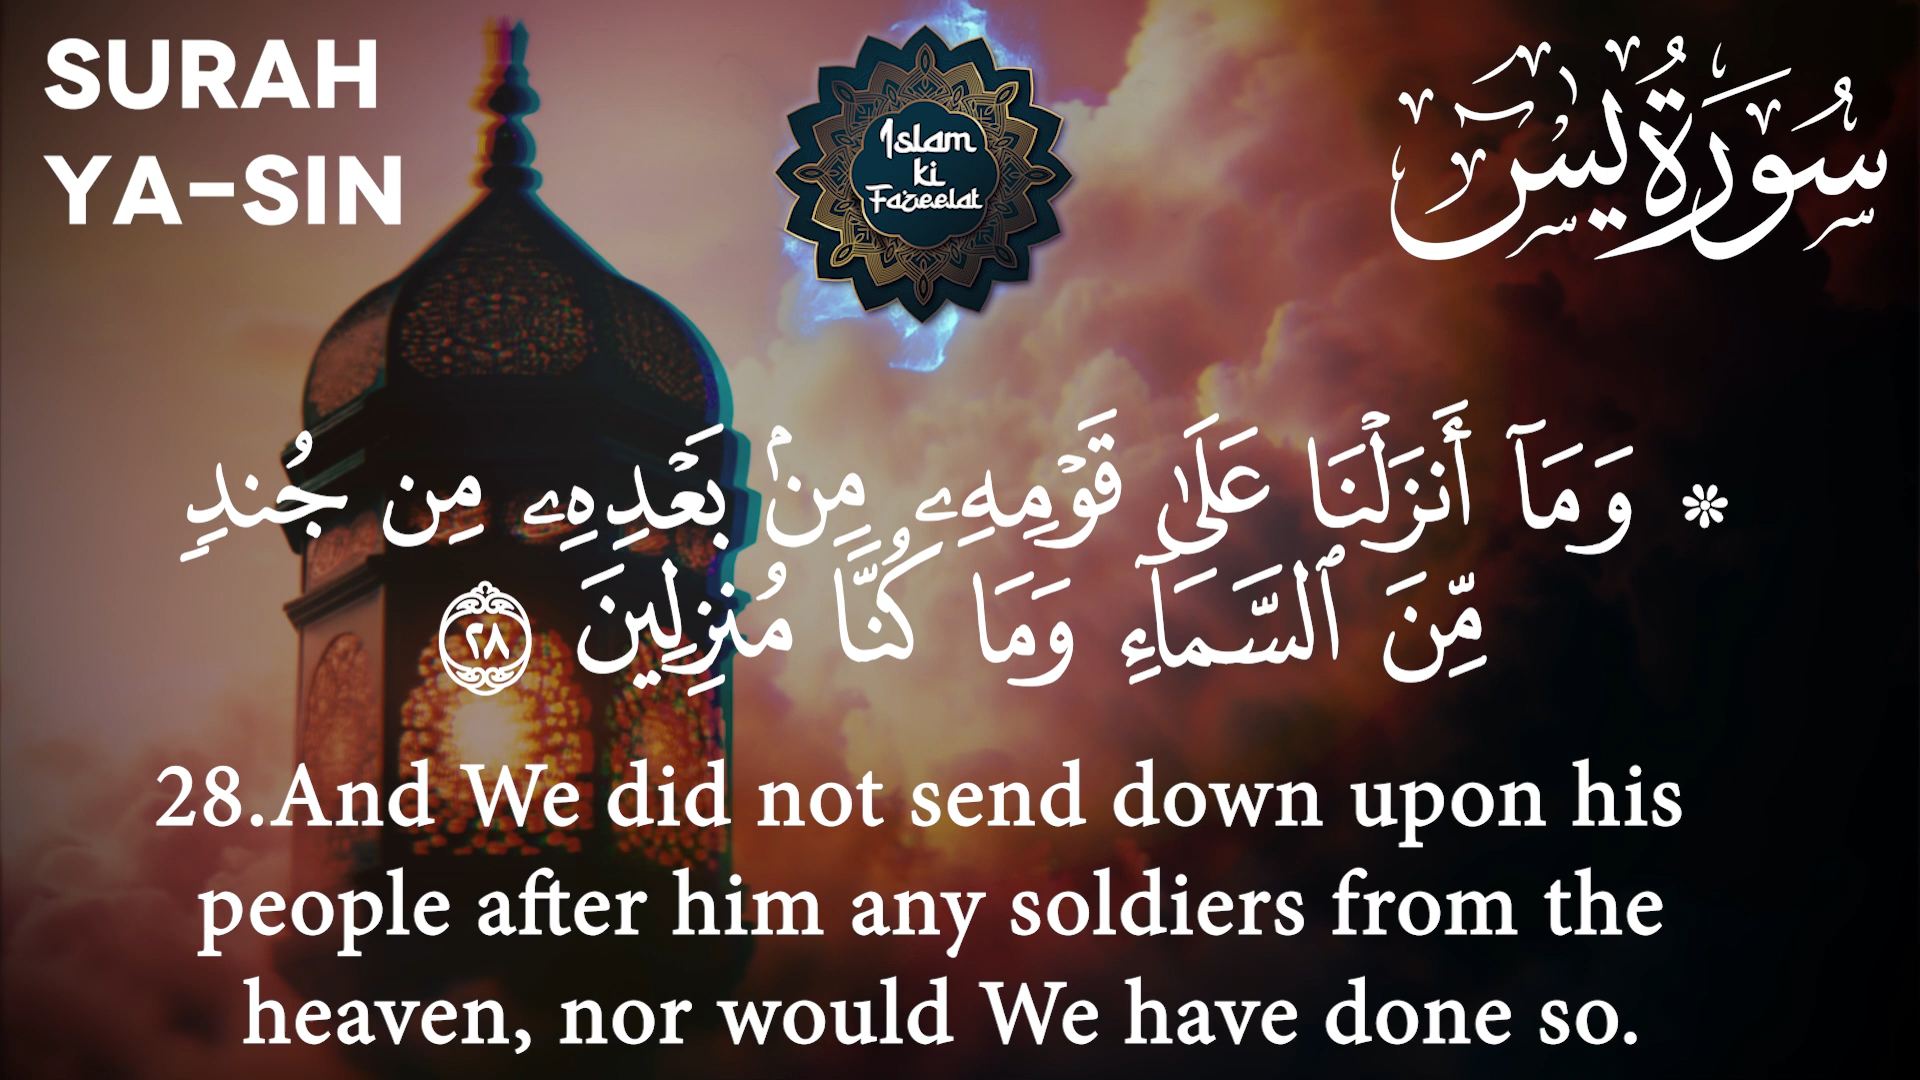 SURAH
YA-SIN
Islam
ki
Fazeelat
سُورَةُ يسٓ
۞ وَمَآ أَنزَلْنَا عَلَىٰ قَوْمِهِۦ مِنۢ بَعْدِهِۦ مِن جُندٍ
مِّنَ ٱلسَّمَآءِ وَمَا كُنَّا مُنزِلِينَ ٢٨
28.And We did not send down upon his
people after him any soldiers from the
heaven, nor would We have done so.